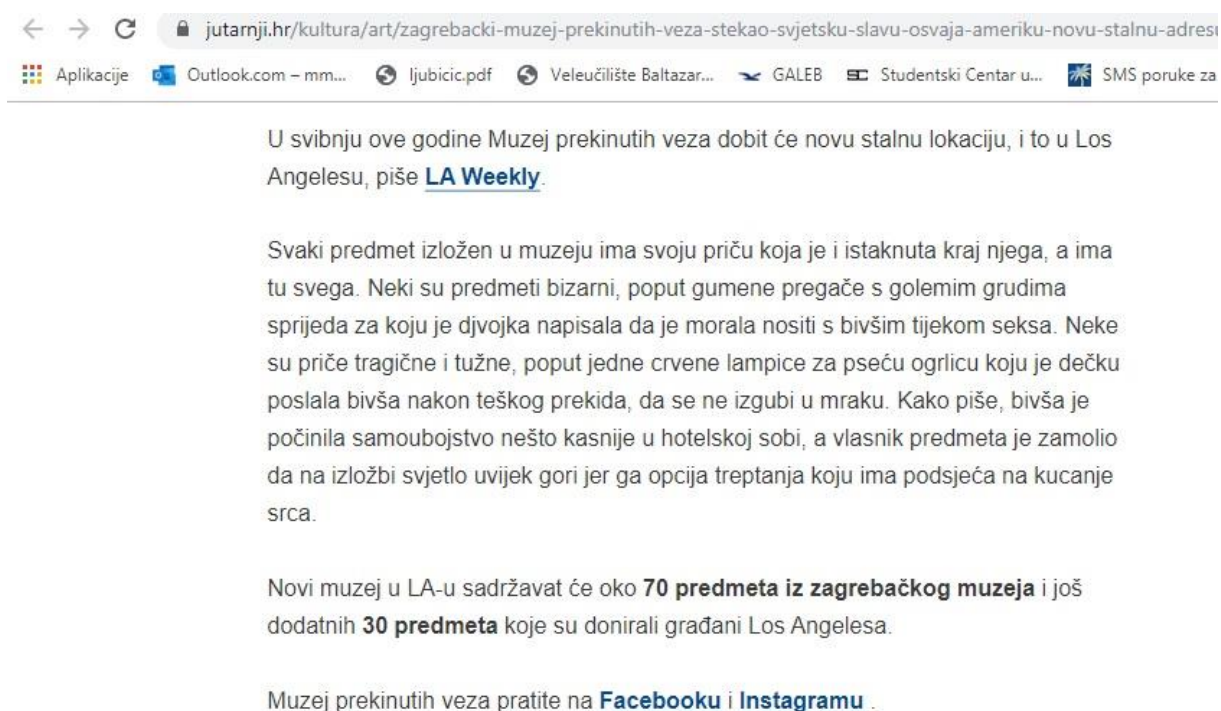 jutarnji.hr/kultura/art/zagrebacki-muzej-prekinutih-veza-stekao-svjetsku-slavu-osvaja-ameriku-novu-stalnu-adresu
Aplikacije Outlook.com – mm... ljubicic.pdf Veleučilište Baltazar... GALEB SC Studentski Centar u... SMS poruke za
U svibnju ove godine Muzej prekinutih veza dobit će novu stalnu lokaciju, i to u Los
Angelesu, piše LA Weekly.
Svaki predmet izložen u muzeju ima svoju priču koja je i istaknuta kraj njega, a ima
tu svega. Neki su predmeti bizarni, poput gumene pregače s golemim grudima
sprijeda za koju je djvojka napisala da je morala nositi s bivšim tijekom seksa. Neke
su priče tragične i tužne, poput jedne crvene lampice za pseću ogrlicu koju je dečku
poslala bivša nakon teškog prekida, da se ne izgubi u mraku. Kako piše, bivša je
počinila samoubojstvo nešto kasnije u hotelskoj sobi, a vlasnik predmeta je zamolio
da na izložbi svjetlo uvijek gori jer ga opcija treptanja koju ima podsjeća na kucanje
srca.
Novi muzej u LA-u sadržavat će oko 70 predmeta iz zagrebačkog muzeja i još
dodatnih 30 predmeta koje su donirali građani Los Angelesa.
Muzej prekinutih veza pratite na Facebooku i Instagramu .